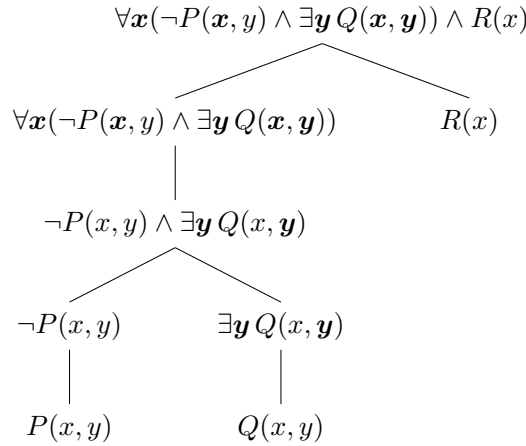 ∀𝒙(¬P(𝒙, y) ∧ ∃𝒚 Q(𝒙, 𝒚)) ∧ R(x)
∀𝒙(¬P(𝒙, y) ∧ ∃𝒚 Q(𝒙, 𝒚)) R(x)
¬P(x, y) ∧ ∃𝒚 Q(x, 𝒚)
¬P(x, y) ∃𝒚 Q(x, 𝒚)
P(x, y) Q(x, y)